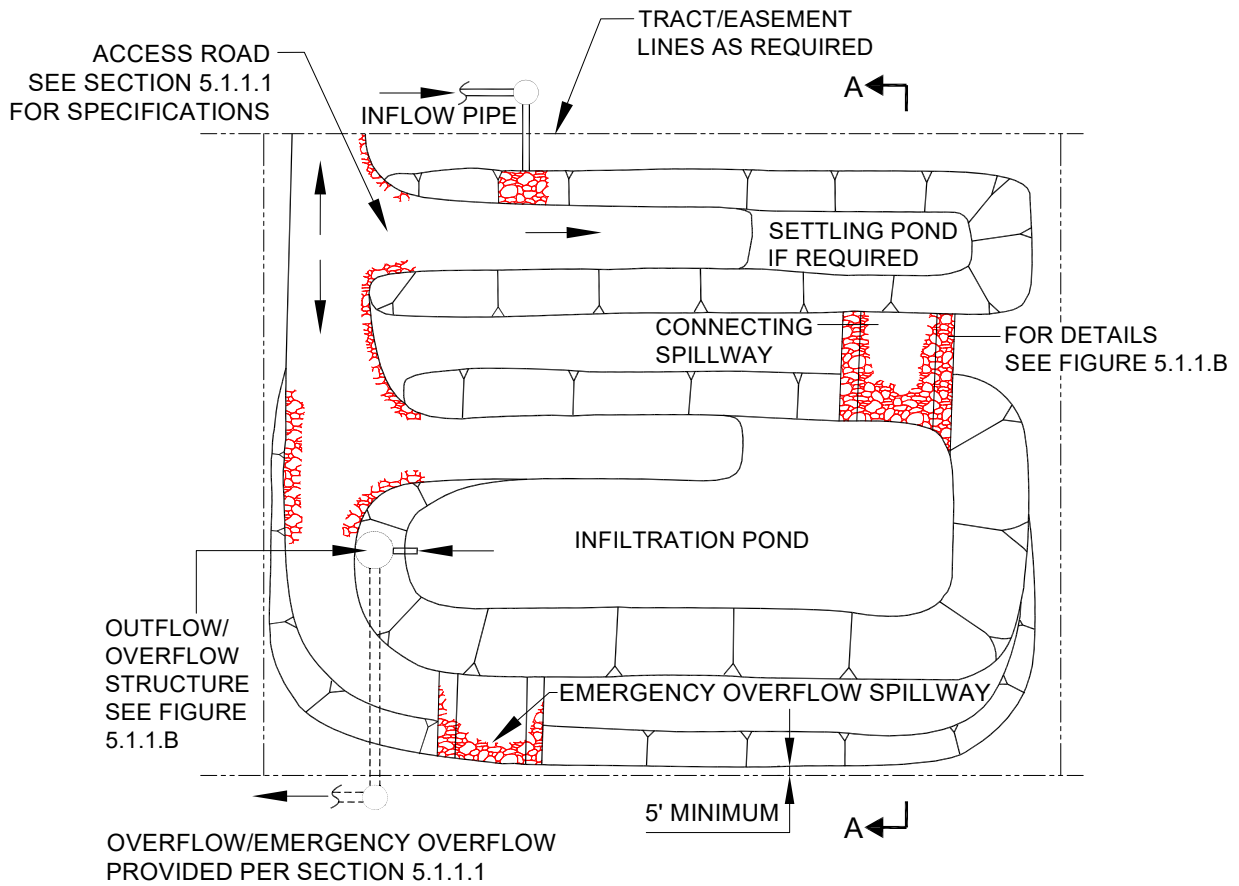 TRACT/EASEMENT
LINES AS REQUIRED
ACCESS ROAD
SEE SECTION 5.1.1.1
FOR SPECIFICATIONS
INFLOW PIPE
A
SETTLING POND
IF REQUIRED
CONNECTING
SPILLWAY
FOR DETAILS
SEE FIGURE 5.1.1.B
INFILTRATION POND
OUTFLOW/
OVERFLOW
STRUCTURE
SEE FIGURE
5.1.1.B
EMERGENCY OVERFLOW SPILLWAY
5' MINIMUM
A
OVERFLOW/EMERGENCY OVERFLOW
PROVIDED PER SECTION 5.1.1.1